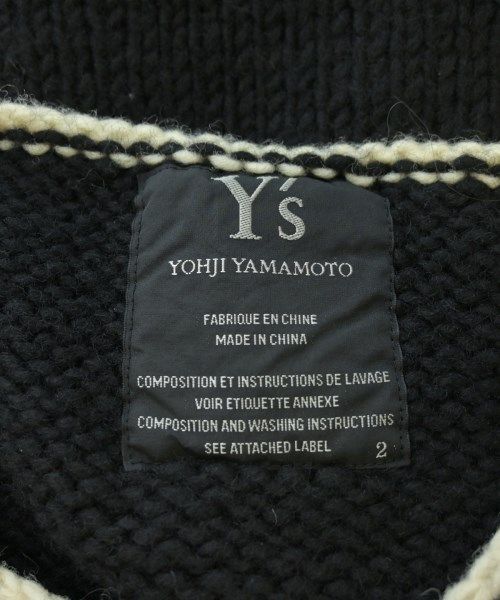 Y's
YOHJI YAMAMOTO
FABRIQUE EN CHINE
MADE IN CHINA
COMPOSITION ET INSTRUCTIONS DE LAVAGE
VOIR ETIQUETTE ANNEXE
COMPOSITION AND WASHING INSTRUCTIONS
SEE ATTACHED LABEL 2